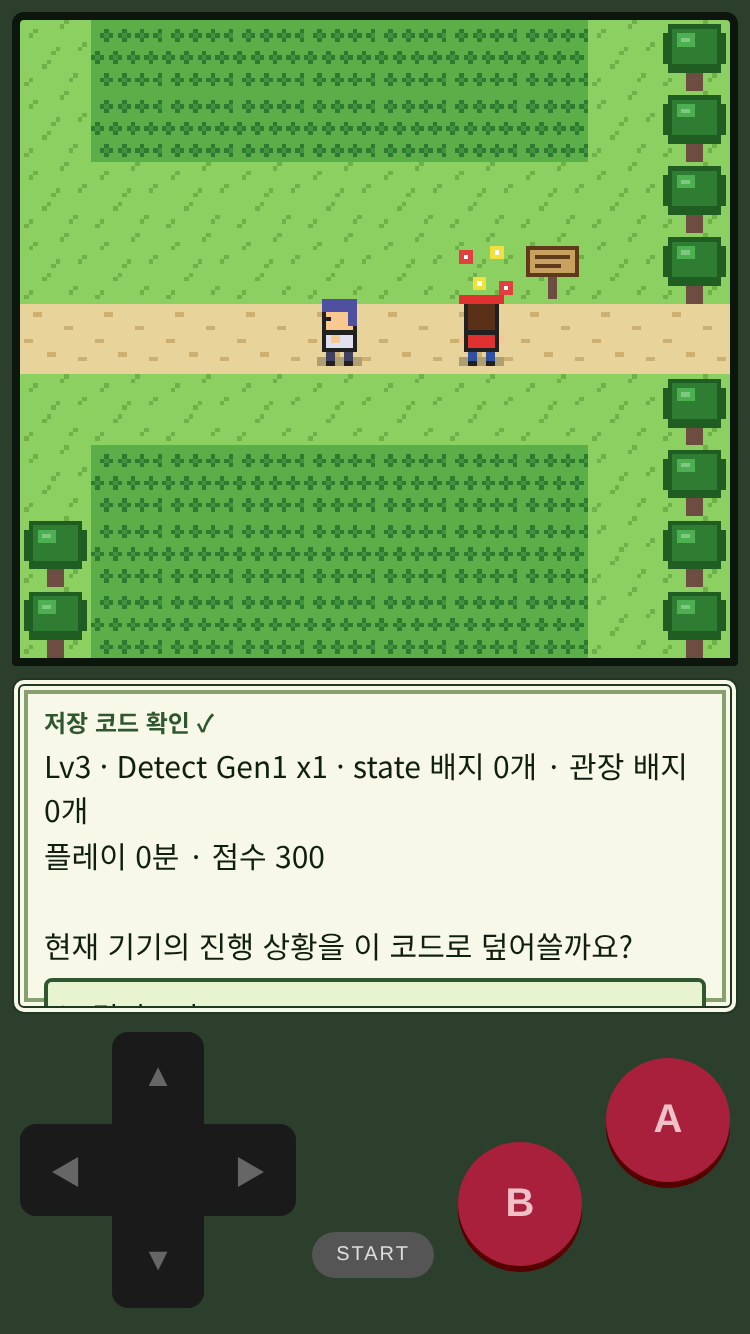 저장 코드 확인 ✓
Lv3 · Detect Gen1 x1 · state 배지 0개 · 관장 배지
0개
플레이 0분 · 점수 300
현재 기기의 진행 상황을 이 코드로 덮어쓸까요?
A
B
START